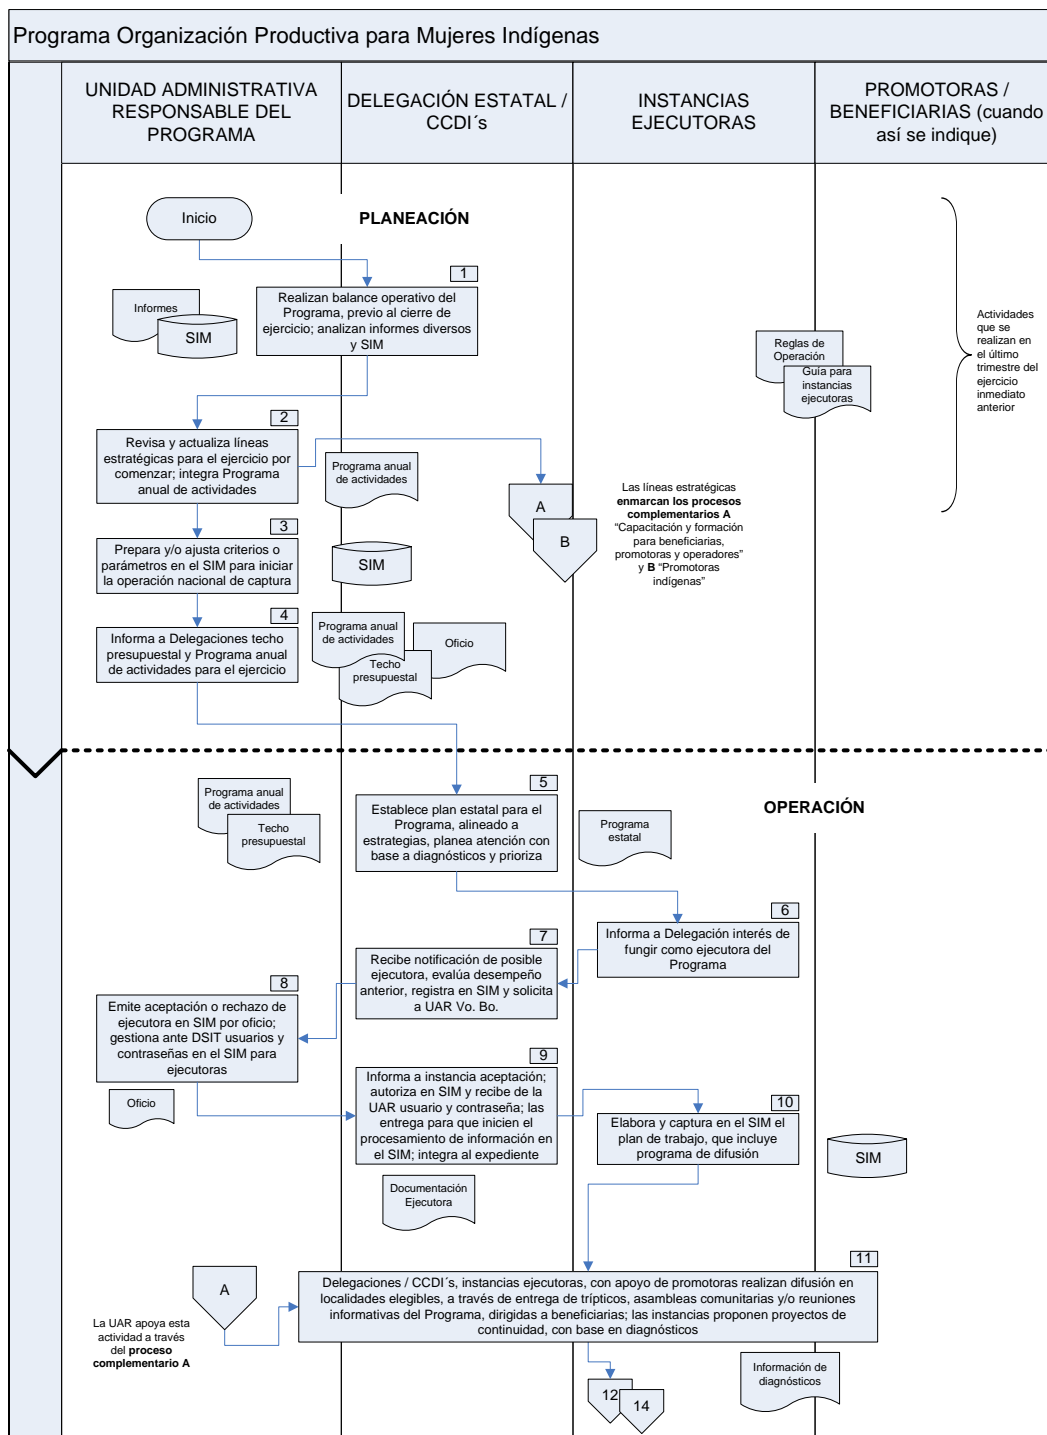 Programa Organización Productiva para Mujeres Indígenas
UNIDAD ADMINISTRATIVA
RESPONSABLE DEL
PROGRAMA
DELEGACIÓN ESTATAL /
CCDI´s
INSTANCIAS
EJECUTORAS
PROMOTORAS /
BENEFICIARIAS (cuando
así se indique)
Inicio
PLANEACIÓN
1
Realizan balance operativo del
Programa, previo al cierre de
ejercicio; analizan informes diversos
y SIM
Informes
SIM
Reglas de
Operación
Guía para
instancias
ejecutoras
Actividades
que se
realizan en
el último
trimestre del
ejercicio
inmediato
anterior
2
Revisa y actualiza líneas
estratégicas para el ejercicio por
comenzar; integra Programa
anual de actividades
Programa anual
de actividades
A
B
Las líneas estratégicas
enmarcan los procesos
complementarios A
“Capacitación y formación
para beneficiarias,
promotoras y operadores”
y B “Promotoras
indígenas”
3
Prepara y/o ajusta criterios o
parámetros en el SIM para iniciar
la operación nacional de captura
SIM
4
Informa a Delegaciones techo
presupuestal y Programa anual
de actividades para el ejercicio
Programa anual
de actividades
Oficio
Techo
presupuestal
5
Establece plan estatal para el
Programa, alineado a
estrategias, planea atención con
base a diagnósticos y prioriza
OPERACIÓN
Programa anual
de actividades
Techo
presupuestal
Programa
estatal
6
Informa a Delegación interés de
fungir como ejecutora del
Programa
7
Recibe notificación de posible
ejecutora, evalúa desempeño
anterior, registra en SIM y solicita
a UAR Vo. Bo.
8
Emite aceptación o rechazo de
ejecutora en SIM por oficio;
gestiona ante DSIT usuarios y
contraseñas en el SIM para
ejecutoras
Oficio
9
Informa a instancia aceptación;
autoriza en SIM y recibe de la
UAR usuario y contraseña; las
entrega para que inicien el
procesamiento de información en
el SIM; integra al expediente
Documentación
Ejecutora
10
Elabora y captura en el SIM el
plan de trabajo, que incluye
programa de difusión
SIM
11
Delegaciones / CCDI´s, instancias ejecutoras, con apoyo de promotoras realizan difusión en
localidades elegibles, a través de entrega de trípticos, asambleas comunitarias y/o reuniones
informativas del Programa, dirigidas a beneficiarias; las instancias proponen proyectos de
continuidad, con base en diagnósticos
A
La UAR apoya esta
actividad a través
del proceso
complementario A
Información de
diagnósticos
12
14